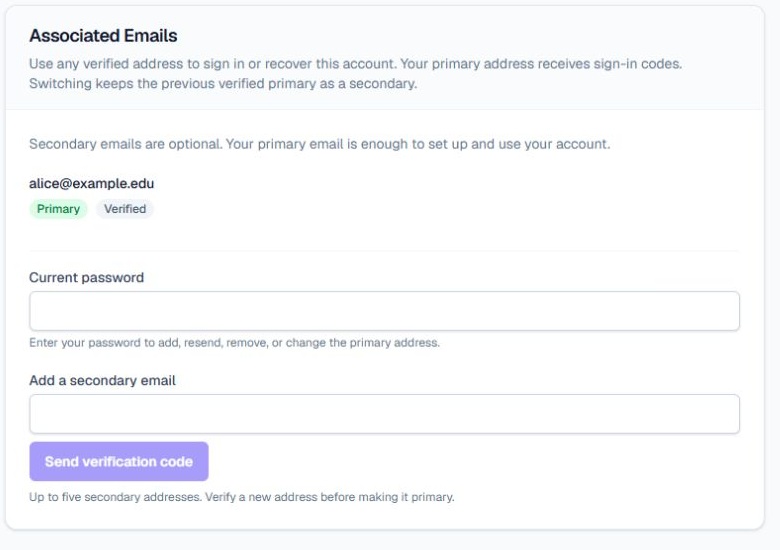 Associated Emails
Use any verified address to sign in or recover this account. Your primary address receives sign-in codes.
Switching keeps the previous verified primary as a secondary.
Secondary emails are optional. Your primary email is enough to set up and use your account.
alice@example.edu
Primary Verified
Current password
Enter your password to add, resend, remove, or change the primary address.
Add a secondary email
Send verification code
Up to five secondary addresses. Verify a new address before making it primary.